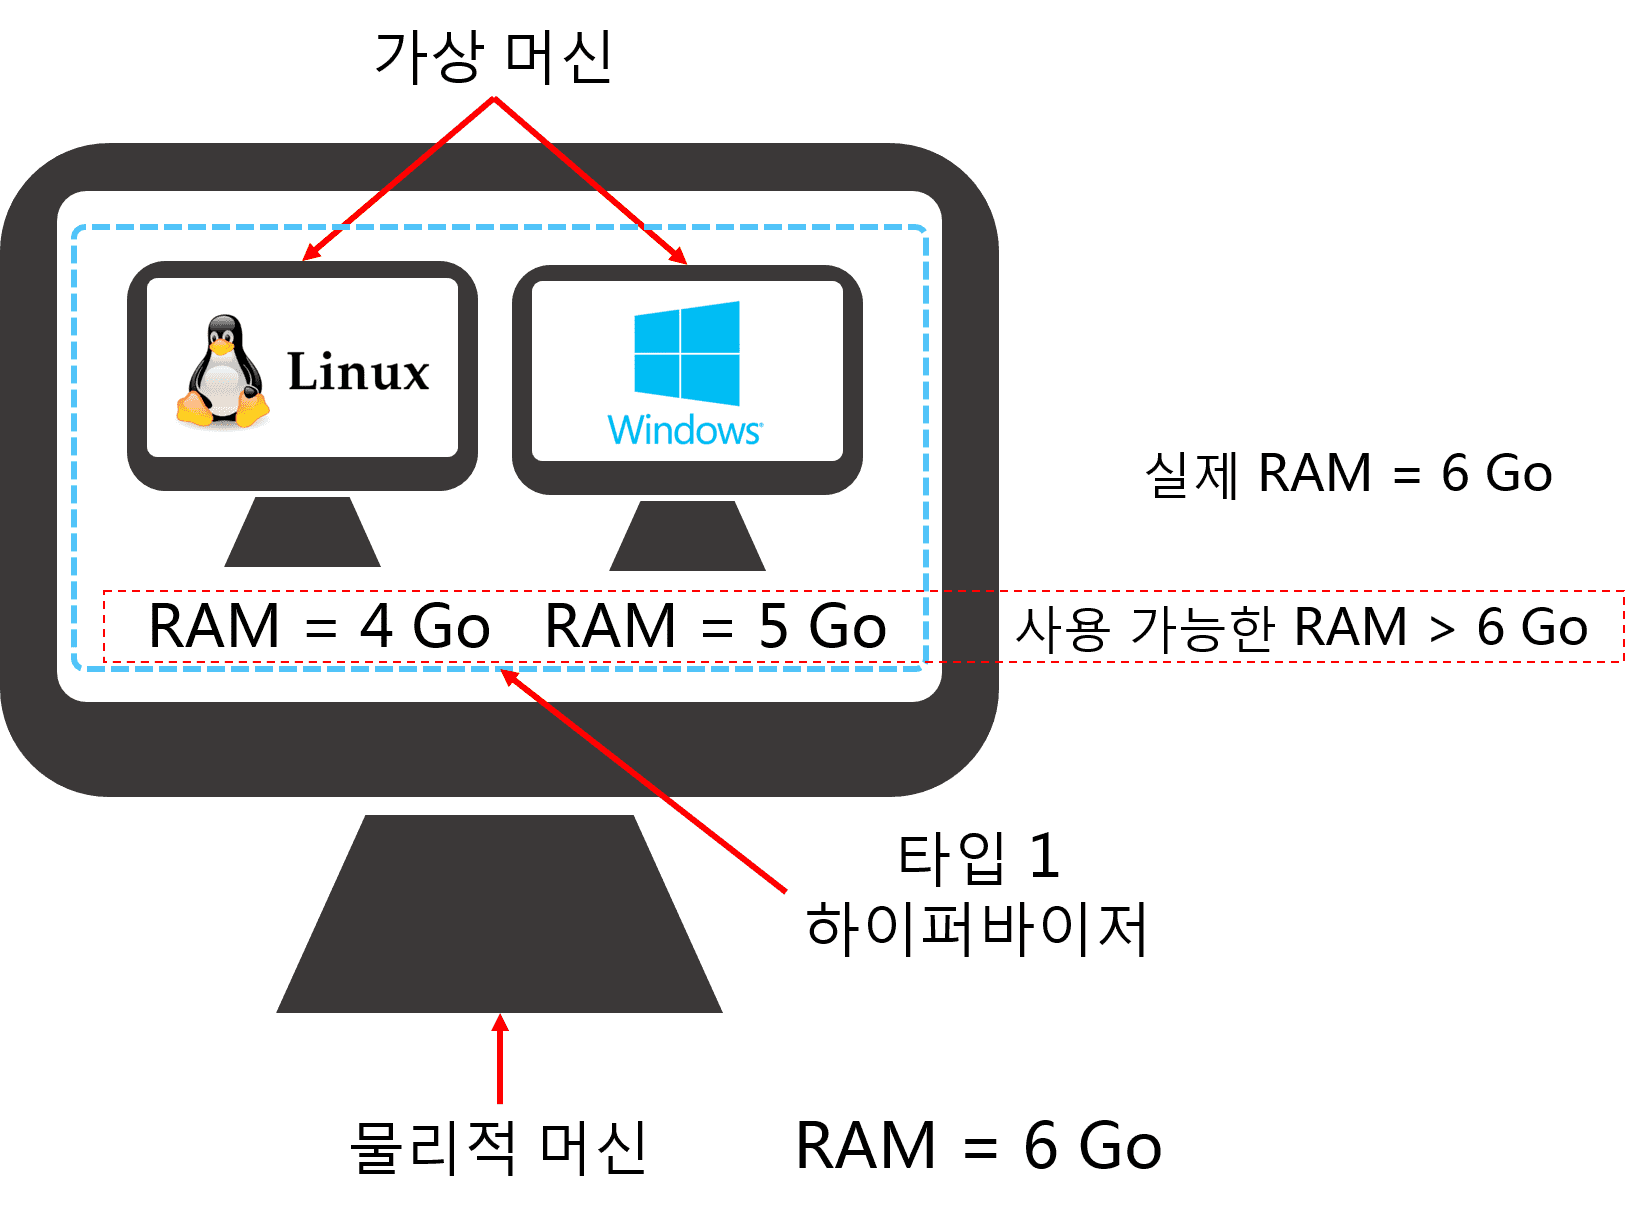 가상 머신
Linux
Windows
실제 RAM = 6 Go
RAM = 4 Go
RAM = 5 Go
사용 가능한 RAM > 6 Go
타입 1
하이퍼바이저
물리적 머신
RAM = 6 Go